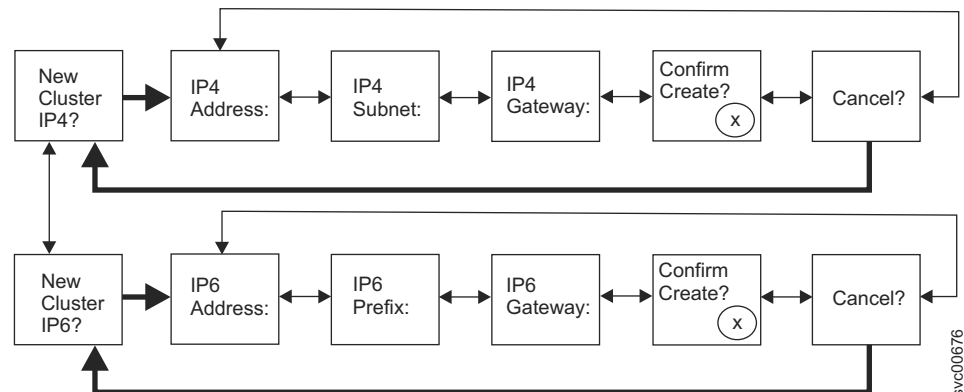 New
Cluster
IP4?
IP4
Address:
IP4
Subnet:
IP4
Gateway:
Confirm
Create?
x
Cancel?
New
Cluster
IP6?
IP6
Address:
IP6
Prefix:
IP6
Gateway:
Confirm
Create?
x
Cancel?
svc00676